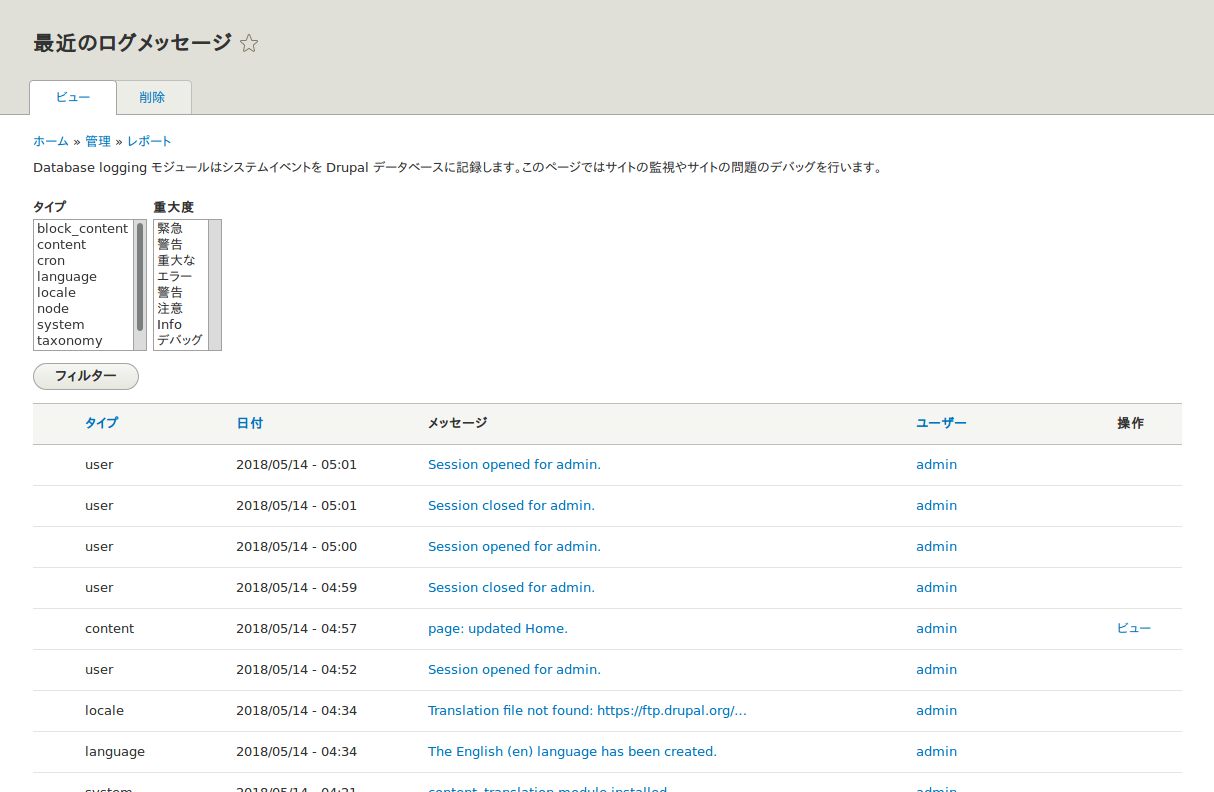 最近のログメッセージ
ビュー 削除
ホーム » 管理 » レポート
Database logging モジュールはシステムイベントを Drupal データベースに記録します。このページではサイトの監視やサイトの問題のデバッグを行います。
タイプ 重大度
block_content 緊急
content 警告
cron 重大な
language エラー
locale 警告
node 注意
system Info
taxonomy デバッグ
フィルター
タイプ 日付 メッセージ ユーザー 操作
user 2018/05/14 - 05:01 Session opened for admin. admin
user 2018/05/14 - 05:01 Session closed for admin. admin
user 2018/05/14 - 05:00 Session opened for admin. admin
user 2018/05/14 - 04:59 Session closed for admin. admin
content 2018/05/14 - 04:57 page: updated Home. admin ビュー
user 2018/05/14 - 04:52 Session opened for admin. admin
locale 2018/05/14 - 04:34 Translation file not found: https://ftp.drupal.org/… admin
language 2018/05/14 - 04:34 The English (en) language has been created. admin
system 2018/05/14 - 04:21 content_translation module installed. admin